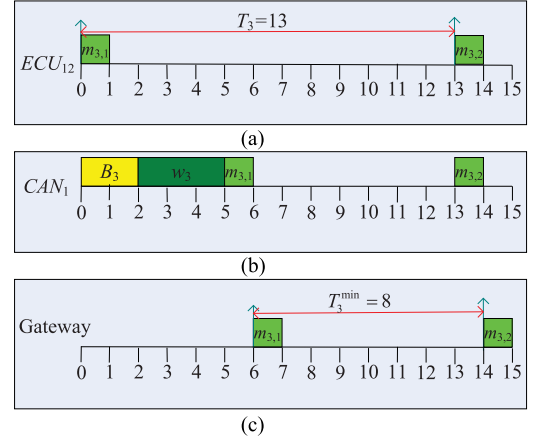 T₃=13
ECU₁₂ m₃,₁ m₃,₂
0 1 2 3 4 5 6 7 8 9 10 11 12 13 14 15
(a)
CAN₁ B₃ w₃ m₃,₁ m₃,₂
0 1 2 3 4 5 6 7 8 9 10 11 12 13 14 15
(b)
T₃ᵐⁱⁿ = 8
Gateway m₃,₁ m₃,₂
0 1 2 3 4 5 6 7 8 9 10 11 12 13 14 15
(c)